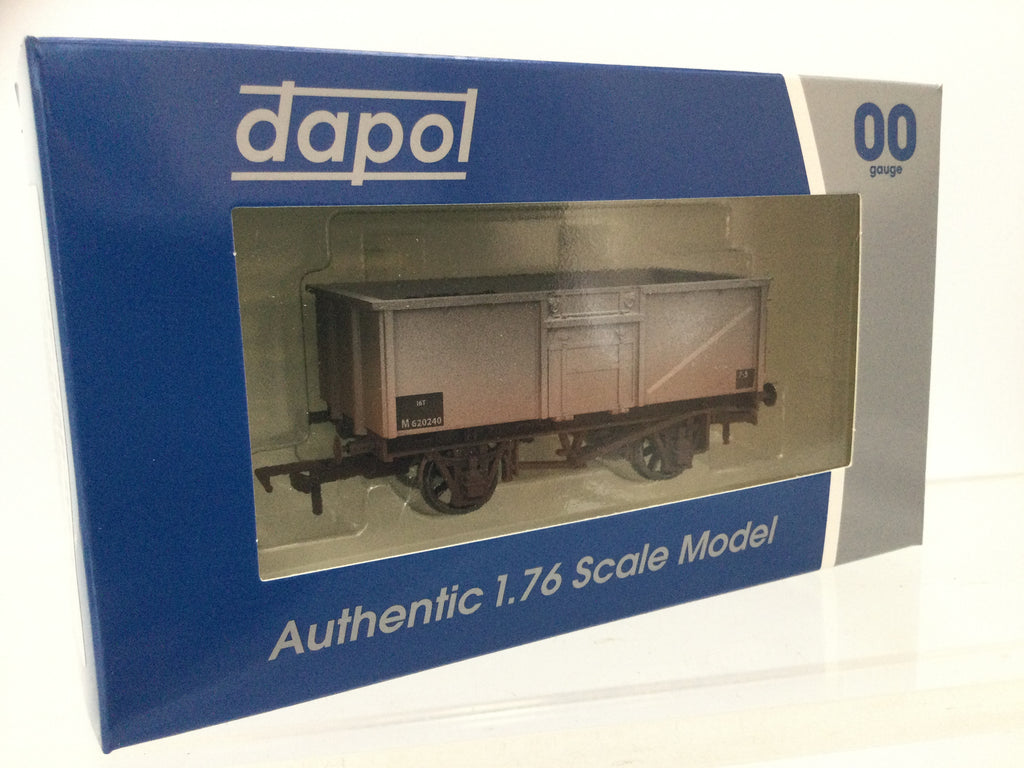 dapol
00
gauge
16T
M 620240
Authentic 1.76 Scale Model